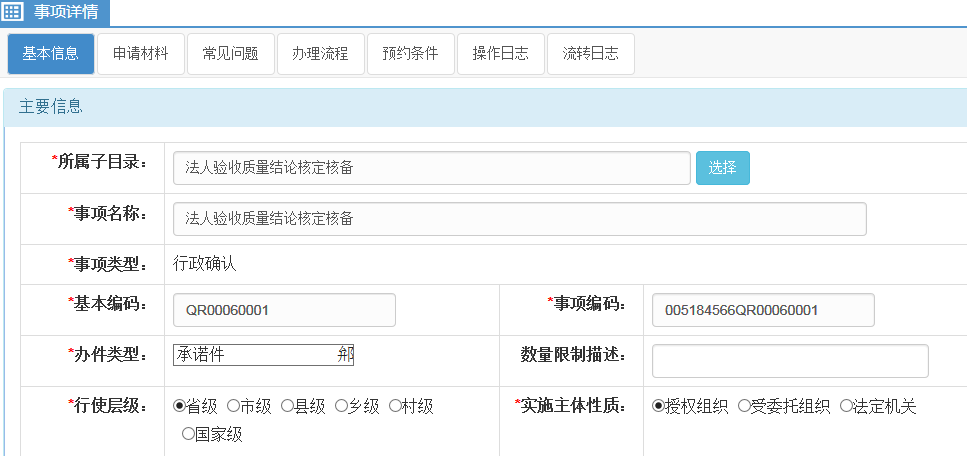 事项详情
基本信息 申请材料 常见问题 办理流程 预约条件 操作日志 流转日志
主要信息
*所属子目录： 法人验收质量结论核定核备 选择
*事项名称： 法人验收质量结论核定核备
*事项类型： 行政确认
*基本编码： QR00060001 *事项编码： 005184566QR00060001
*办件类型： 承诺件 数量限制描述：
*行使层级： 省级 市级 县级 乡级 村级 *实施主体性质： 授权组织 受委托组织 法定机关
国家级